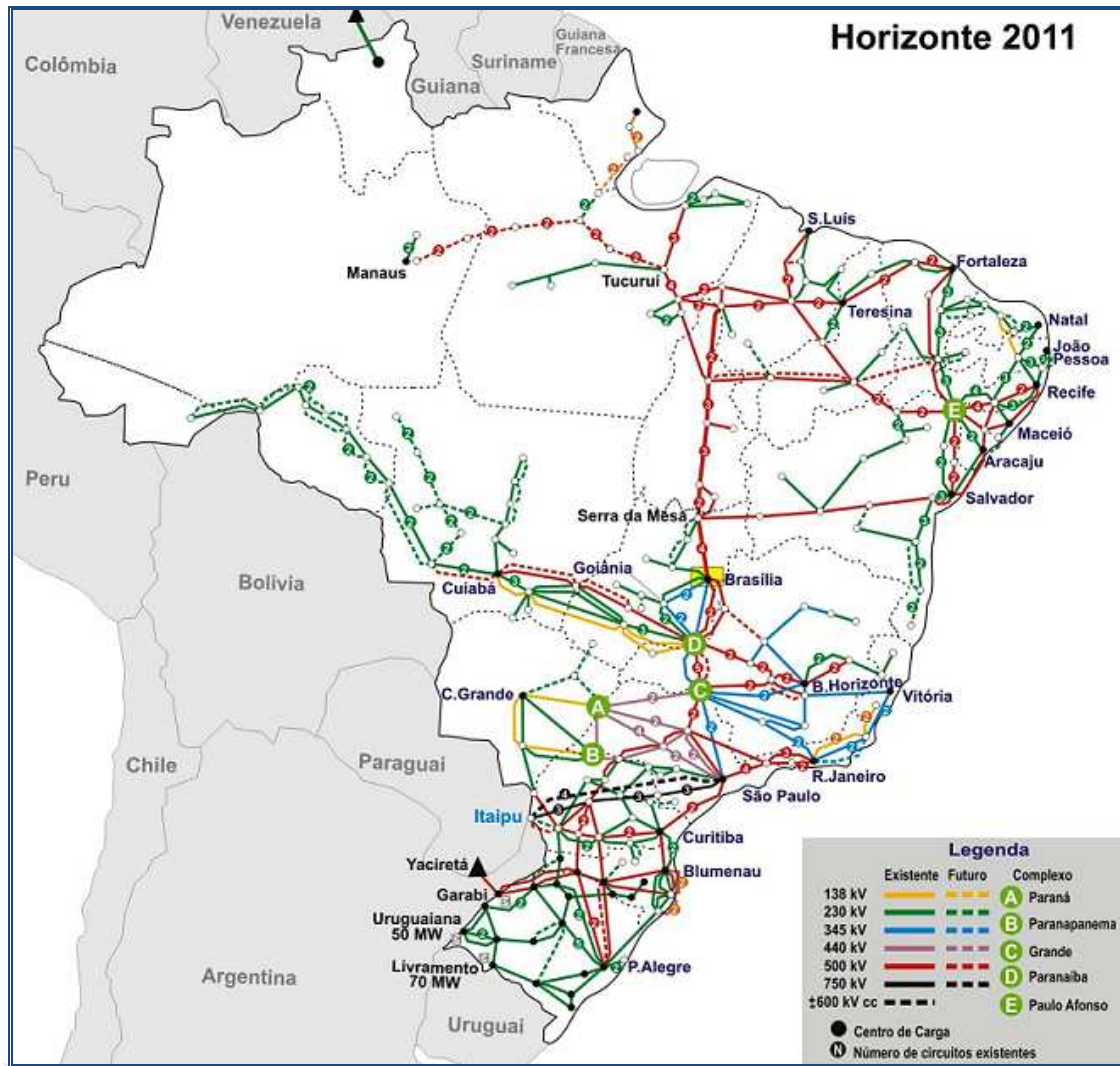 Horizonte 2011
Venezuela
Guiana
Francesa
Suriname
Colômbia
Guiana
S.Luís
Manaus
Tucuruí
Fortaleza
Teresina
Natal
João
Pessoa
Recife
E
Maceió
Aracaju
Peru
Salvador
Serra da Mesa
Bolívia
Goiânia
Brasília
Cuiabá
D
C.Grande
A
C
B.Horizonte
Vitória
B
Chile
Paraguai
R.Janeiro
São Paulo
Itaipu
Curitiba
Yaciretá
Blumenau
Garabi
Uruguaiana
50 MW
Livramento
70 MW
P.Alegre
Argentina
Uruguai
Legenda
Existente Futuro Complexo
138 kV A Paraná
230 kV B Paranapanema
345 kV C Grande
440 kV
500 kV D Paranaíba
750 kV
±600 kV cc E Paulo Afonso
Centro de Carga
N Número de circuitos existentes